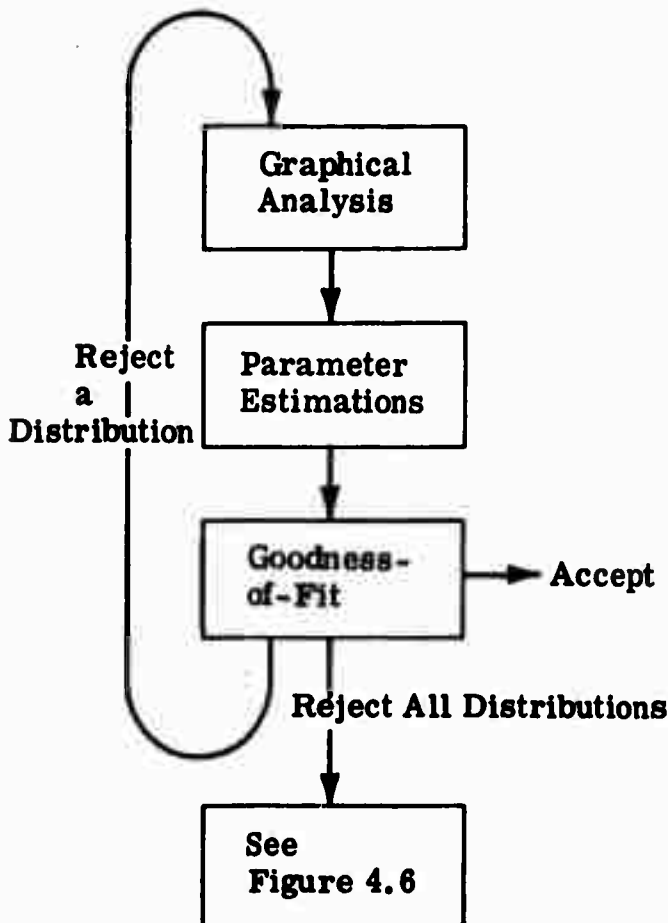 Graphical
Analysis
Reject
a
Distribution
Parameter
Estimations
Goodness-
of-Fit
Accept
Reject All Distributions
See
Figure 4.6